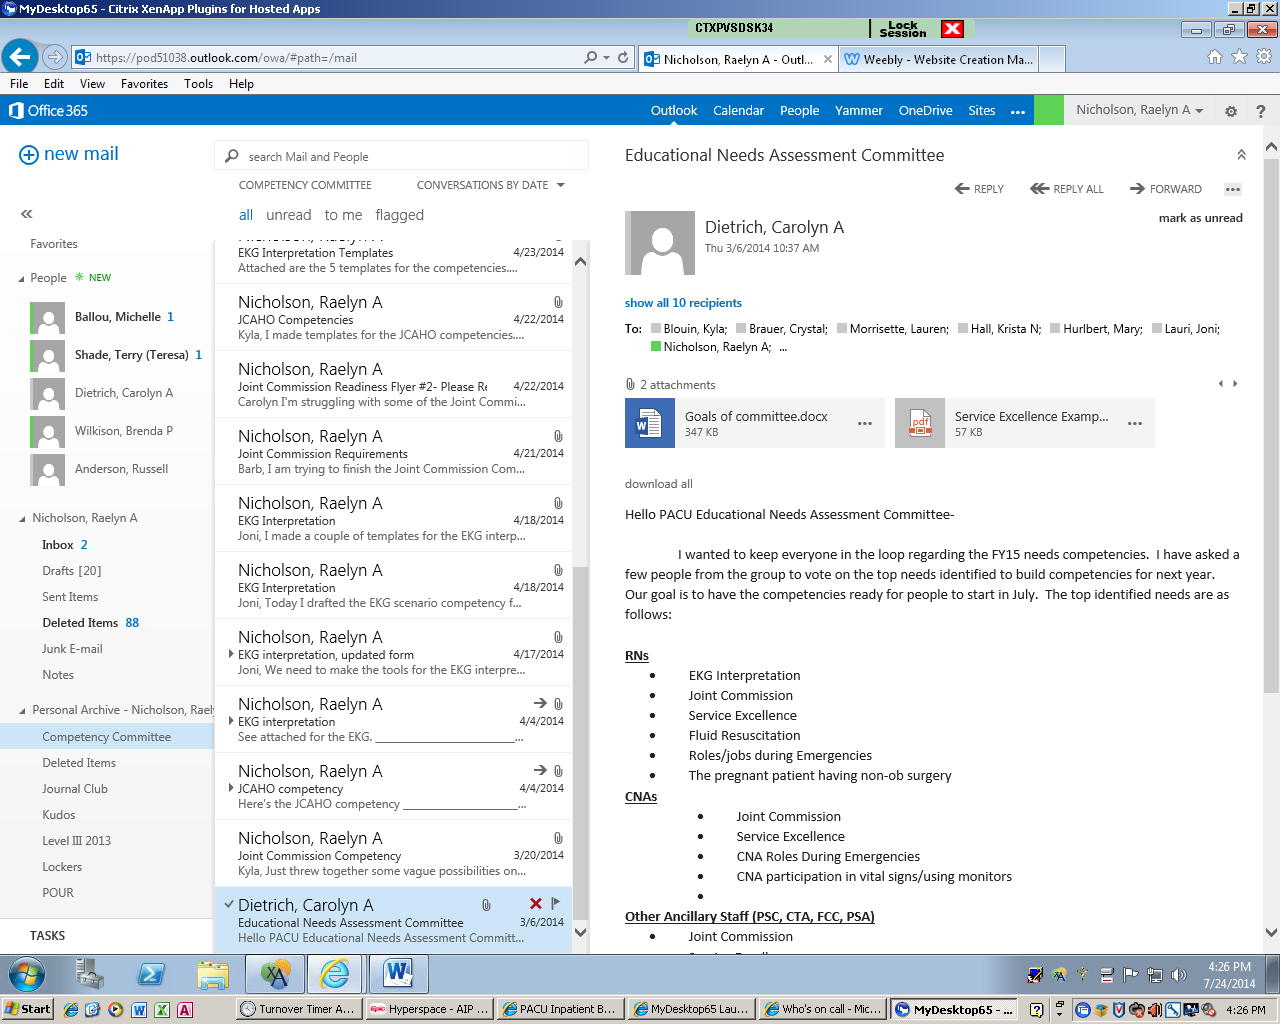 MyDesktop65 - Citrix XenApp Plugins for Hosted Apps
CTXPVSDSK34
Lock Session
https://pod51038.outlook.com/owa/#path=/mail
Nicholson, Raelyn A - Outl...
Weebly - Website Creation Ma...
File Edit View Favorites Tools Help
Office 365
Outlook Calendar People Yammer OneDrive Sites ...
Nicholson, Raelyn A
new mail
search Mail and People
COMPETENCY COMMITTEE
CONVERSATIONS BY DATE
all unread to me flagged
Favorites
People NEW
Ballou, Michelle 1
Shade, Terry (Teresa) 1
Dietrich, Carolyn A
Wilkison, Brenda P
Anderson, Russell
Nicholson, Raelyn A
Inbox 2
Drafts [20]
Sent Items
Deleted Items 88
Junk E-mail
Notes
Personal Archive - Nicholson, Rael
Competency Committee
Deleted Items
Journal Club
Kudos
Level III 2013
Lockers
POUR
TASKS
EKG Interpretation Templates 4/23/2014
Attached are the 5 templates for the competencies....
Nicholson, Raelyn A
JCAHO Competencies 4/22/2014
Kyla, I made templates for the JCAHO competencies....
Nicholson, Raelyn A
Joint Commission Readiness Flyer #2- Please Re 4/22/2014
Carolyn I'm struggling with some of the Joint Commi...
Nicholson, Raelyn A
Joint Commission Requirements 4/21/2014
Barb, I am trying to finish the Joint Commission Com...
Nicholson, Raelyn A
EKG Interpretation 4/18/2014
Joni, I made a couple of templates for the EKG interp...
Nicholson, Raelyn A
EKG Interpretation 4/18/2014
Joni, Today I drafted the EKG scenario competency f...
Nicholson, Raelyn A
EKG interpretation, updated form 4/17/2014
Joni, We need to make the tools for the EKG interpre...
Nicholson, Raelyn A
EKG interpretation 4/4/2014
See attached for the EKG. ______________________...
Nicholson, Raelyn A
JCAHO competency 4/4/2014
Here's the JCAHO competency __________________...
Nicholson, Raelyn A
Joint Commission Competency 3/20/2014
Kyla, Just threw together some vague possibilities on...
Dietrich, Carolyn A
Educational Needs Assessment Committee 3/6/2014
Hello PACU Educational Needs Assessment Committ...
Educational Needs Assessment Committee
REPLY REPLY ALL FORWARD ...
mark as unread
Dietrich, Carolyn A
Thu 3/6/2014 10:37 AM
show all 10 recipients
To: Blouin, Kyla; Brauer, Crystal; Morrisette, Lauren; Hall, Krista N; Hurlbert, Mary; Lauri, Joni;
Nicholson, Raelyn A; ...
2 attachments
Goals of committee.docx
347 KB
Service Excellence Examp...
57 KB
download all
Hello PACU Educational Needs Assessment Committee-
I wanted to keep everyone in the loop regarding the FY15 needs competencies. I have asked a
few people from the group to vote on the top needs identified to build competencies for next year.
Our goal is to have the competencies ready for people to start in July. The top identified needs are as
follows:
RNs
• EKG Interpretation
• Joint Commission
• Service Excellence
• Fluid Resuscitation
• Roles/jobs during Emergencies
• The pregnant patient having non-ob surgery
CNAs
• Joint Commission
• Service Excellence
• CNA Roles During Emergencies
• CNA participation in vital signs/using monitors
•
Other Ancillary Staff (PSC, CTA, FCC, PSA)
• Joint Commission
4:26 PM
7/24/2014
Start
Turnover Timer A...
Hyperspace - AIP ...
PACU Inpatient B...
MyDesktop65 Lau...
Who's on call - Mic...
MyDesktop65 - ...
4:26 PM